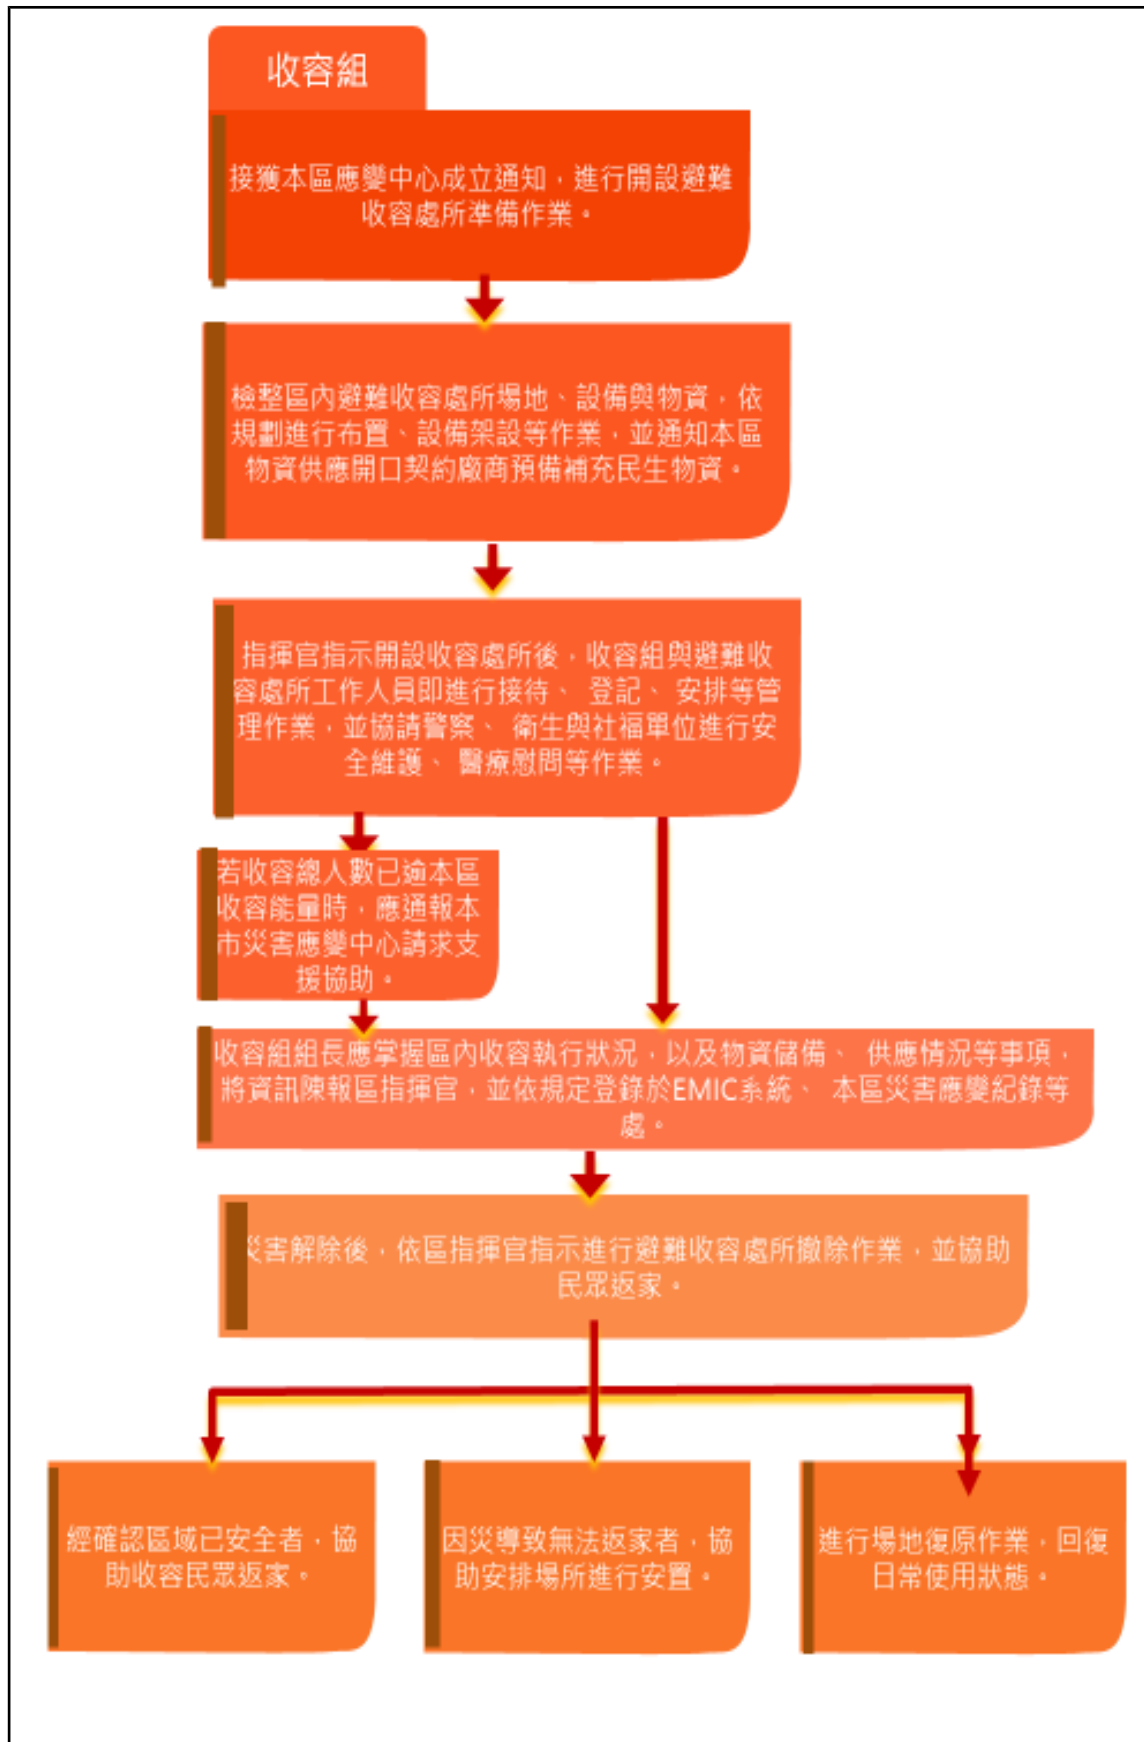 收容組
接獲本區應變中心成立通知，進行開設避難
收容處所準備作業。
檢整區內避難收容處所場地、設備與物資，依
規劃進行布置、設備架設等作業，並通知本區
物資供應開口契約廠商預備補充民生物資。
指揮官指示開設收容處所後，收容組與避難收
容處所工作人員即進行接待、 登記、 安排等管
理作業，並協請警察、 衛生與社福單位進行安
全維護、 醫療慰問等作業。
若收容總人數已逾本區
收容能量時，應通報本
市災害應變中心請求支
援協助。
收容組組長應掌握區內收容執行狀況，以及物資儲備、 供應情況等事項，
將資訊陳報區指揮官，並依規定登錄於EMIC系統、 本區災害應變紀錄等
處。
災害解除後，依區指揮官指示進行避難收容處所撤除作業，並協助
民眾返家。
經確認區域已安全者，協
助收容民眾返家。
因災導致無法返家者，協
助安排場所進行安置。
進行場地復原作業，回復
日常使用狀態。